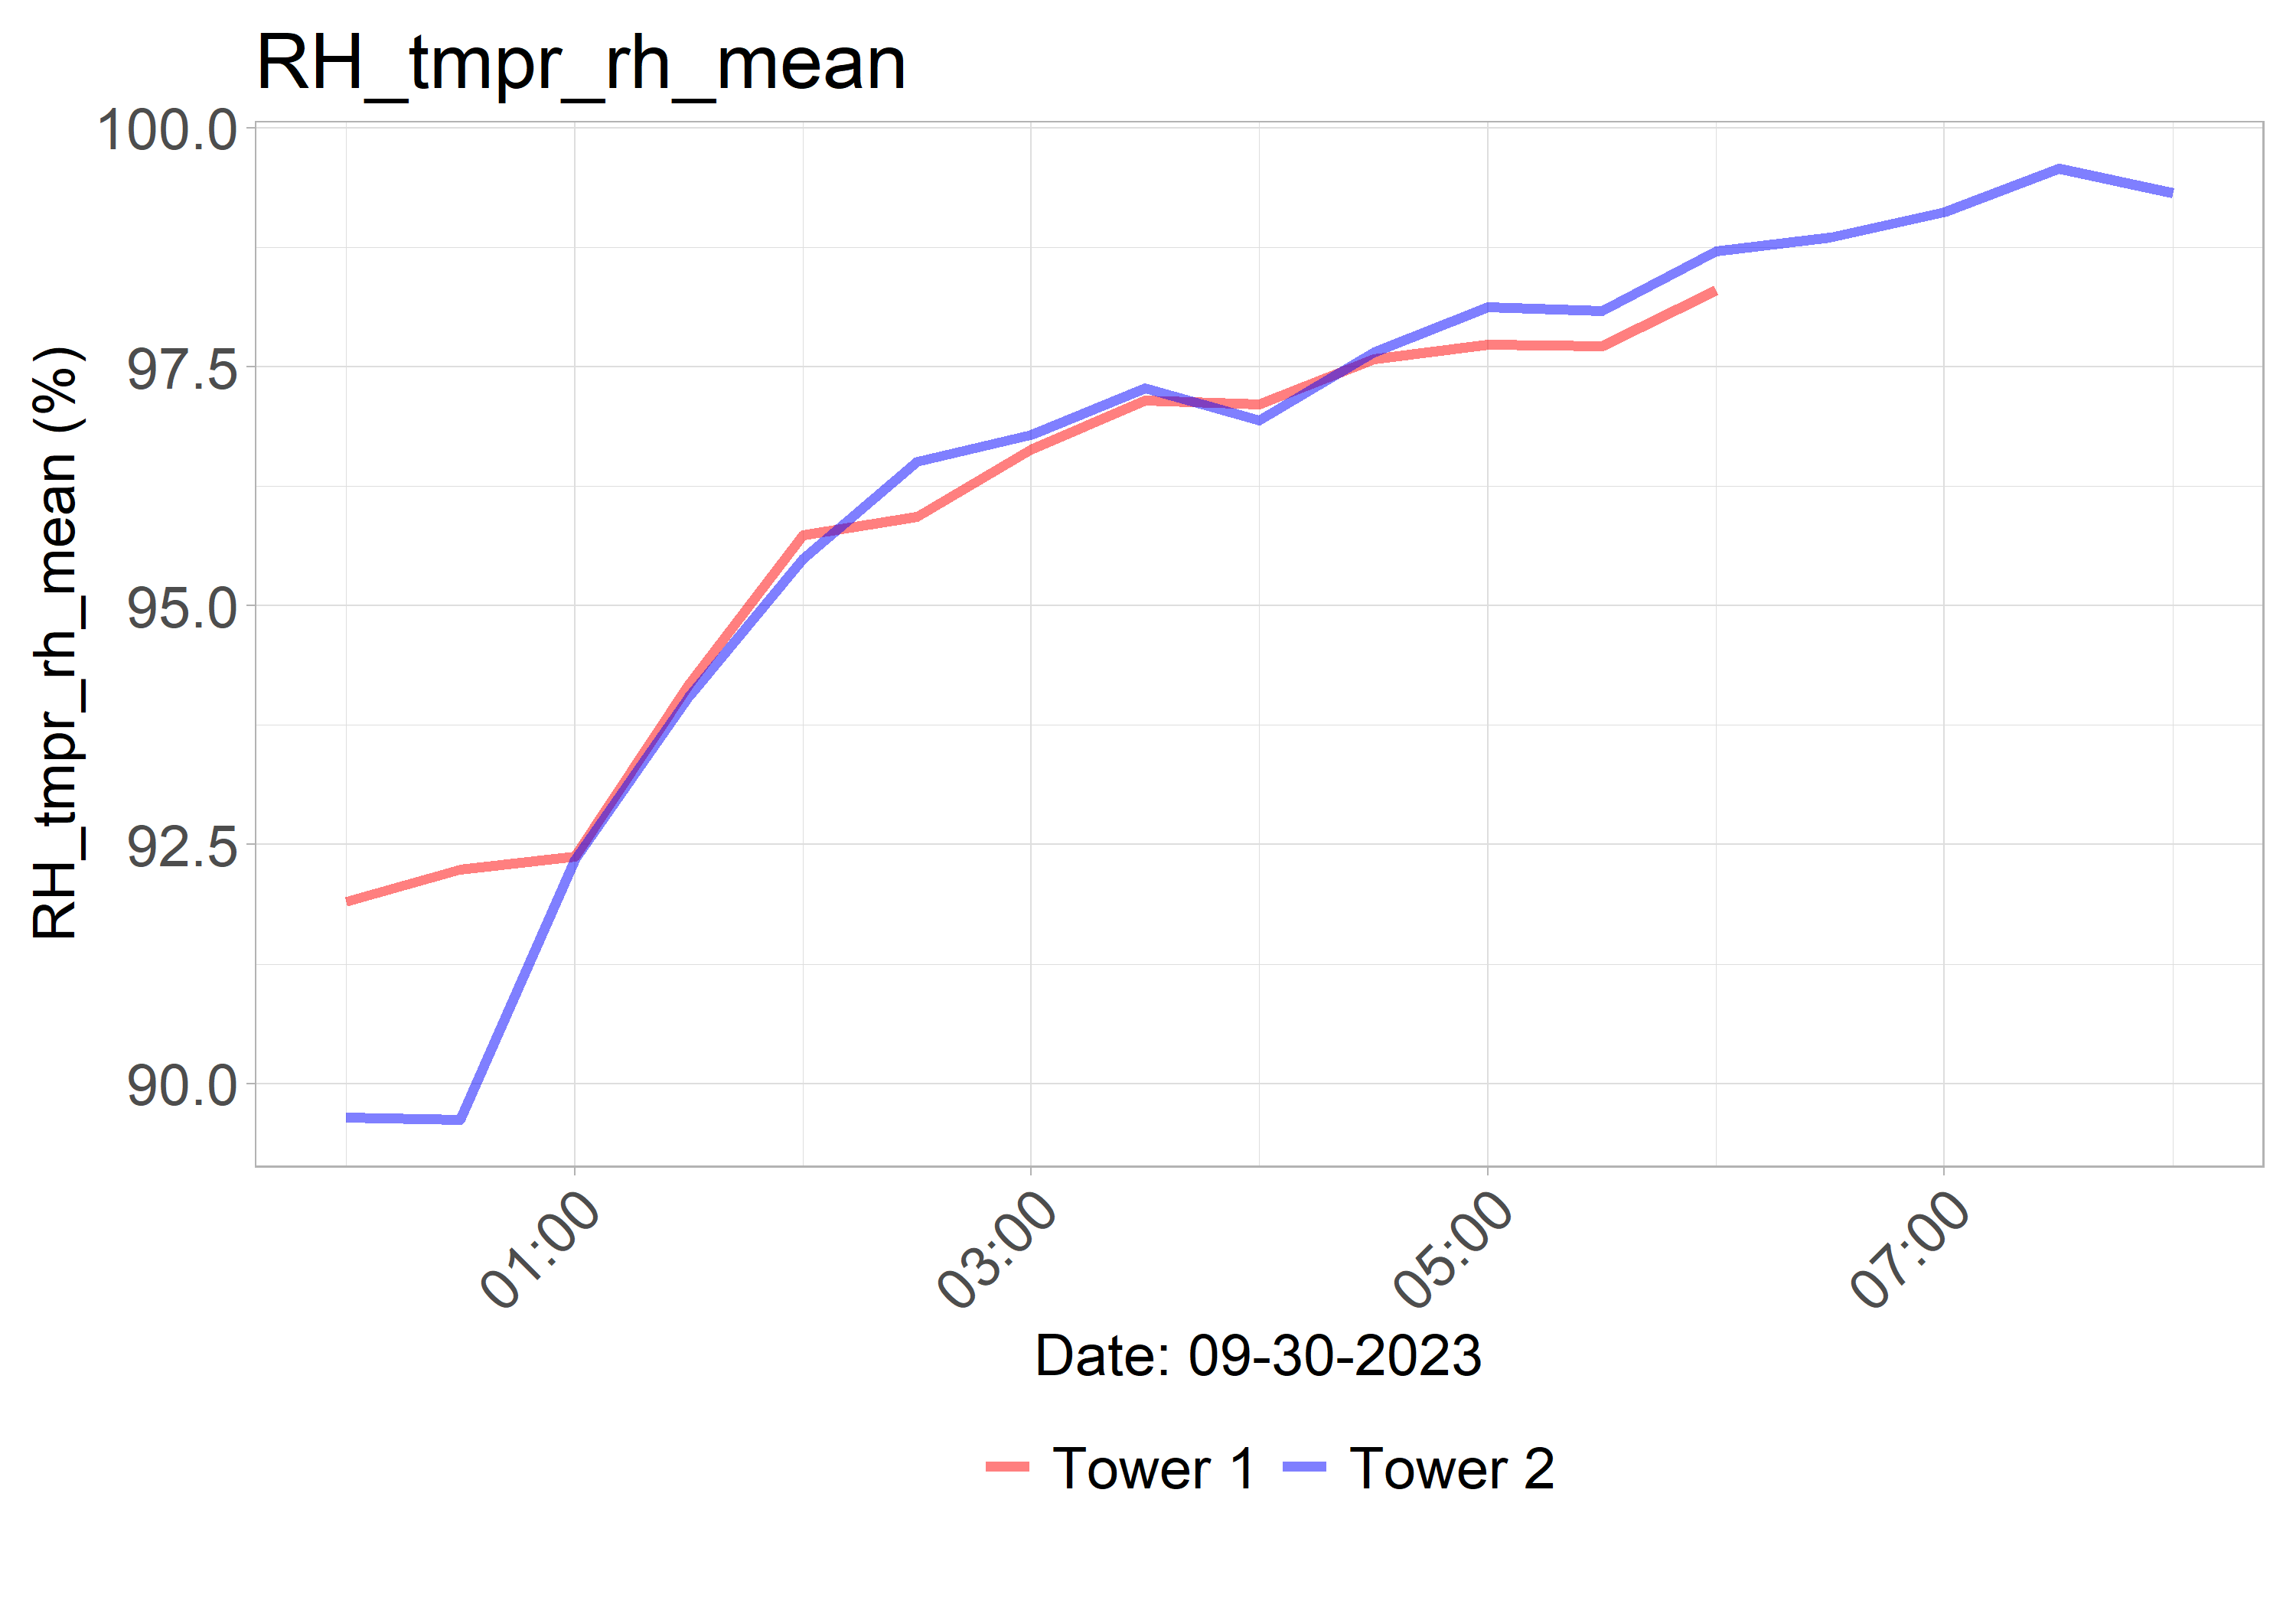 RH_tmpr_rh_mean
RH_tmpr_rh_mean (%)
100.0
97.5
95.0
92.5
90.0
01:00
03:00
05:00
07:00
Date: 09-30-2023
Tower 1
Tower 2